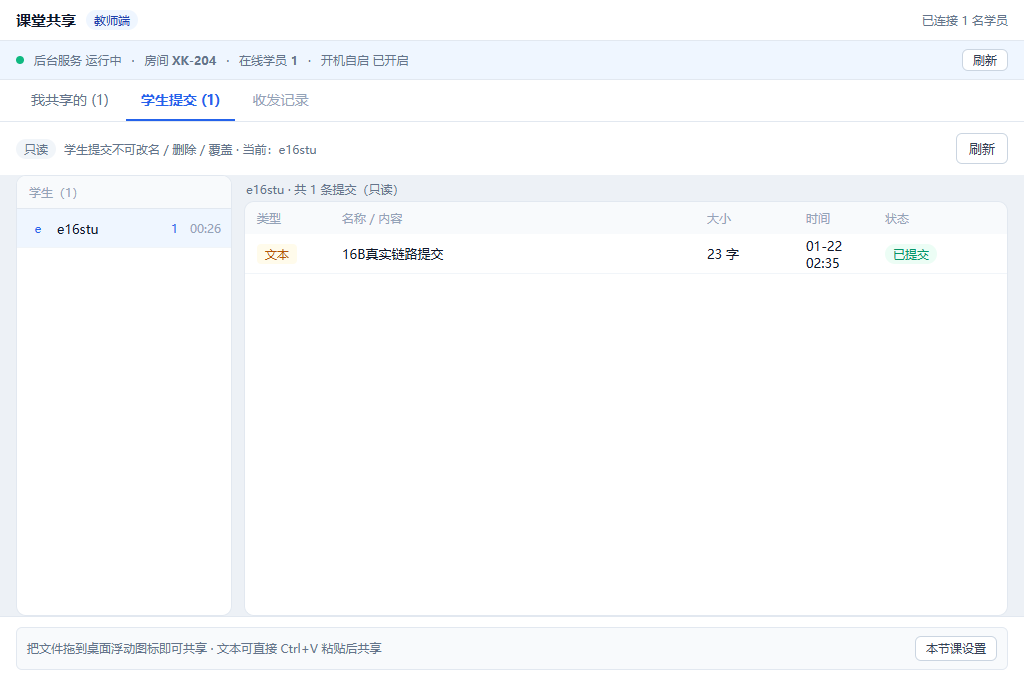 课堂共享 教师端 已连接 1 名学员
后台服务 运行中 · 房间 XK-204 · 在线学员 1 · 开机自启 已开启 刷新
我共享的 (1) 学生提交 (1) 收发记录
只读 学生提交不可改名 / 删除 / 覆盖 · 当前：e16stu 刷新
学生（1）
e e16stu 1 00:26
e16stu · 共 1 条提交（只读）
类型 名称 / 内容 大小 时间 状态
文本 16B真实链路提交 23 字 01-22 02:35 已提交
把文件拖到桌面浮动图标即可共享 · 文本可直接 Ctrl+V 粘贴后共享 本节课设置